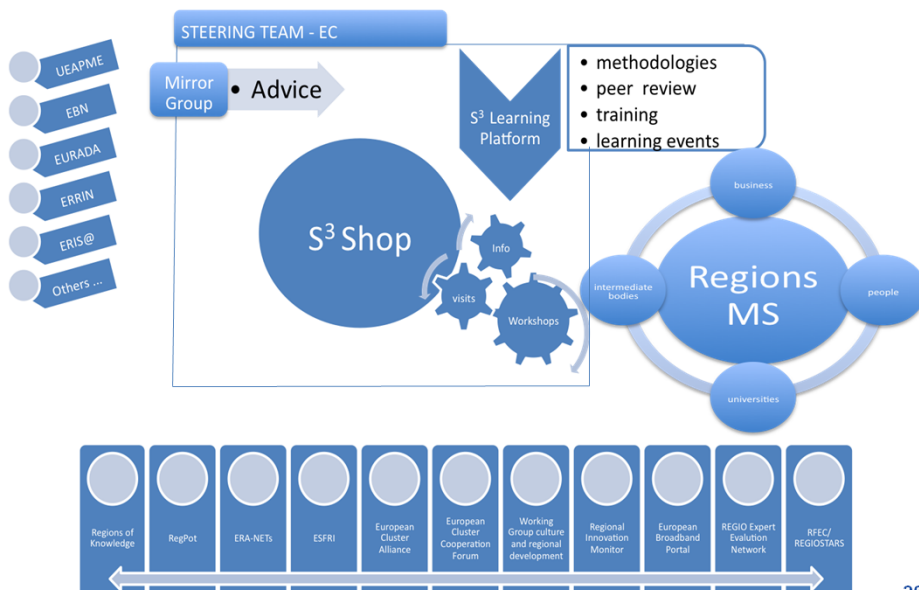 STEERING TEAM - EC
UEAPME
EBN
EURADA
ERRIN
ERIS@
Others ...
Mirror
Group
• Advice
S³ Learning
Platform
• methodologies
• peer review
• training
• learning events
S³ Shop
Info
visits
Workshops
business
intermediate
bodies
Regions
MS
people
universities
Regions of
Knowledge
RegPot
ERA-NETs
ESFRI
European
Cluster
Alliance
European
Cluster
Cooperation
Forum
Working
Group culture
and regional
development
Regional
Innovation
Monitor
European
Broadband
Portal
REGIO Expert
Evalution
Network
RFEC/
REGIOSTARS